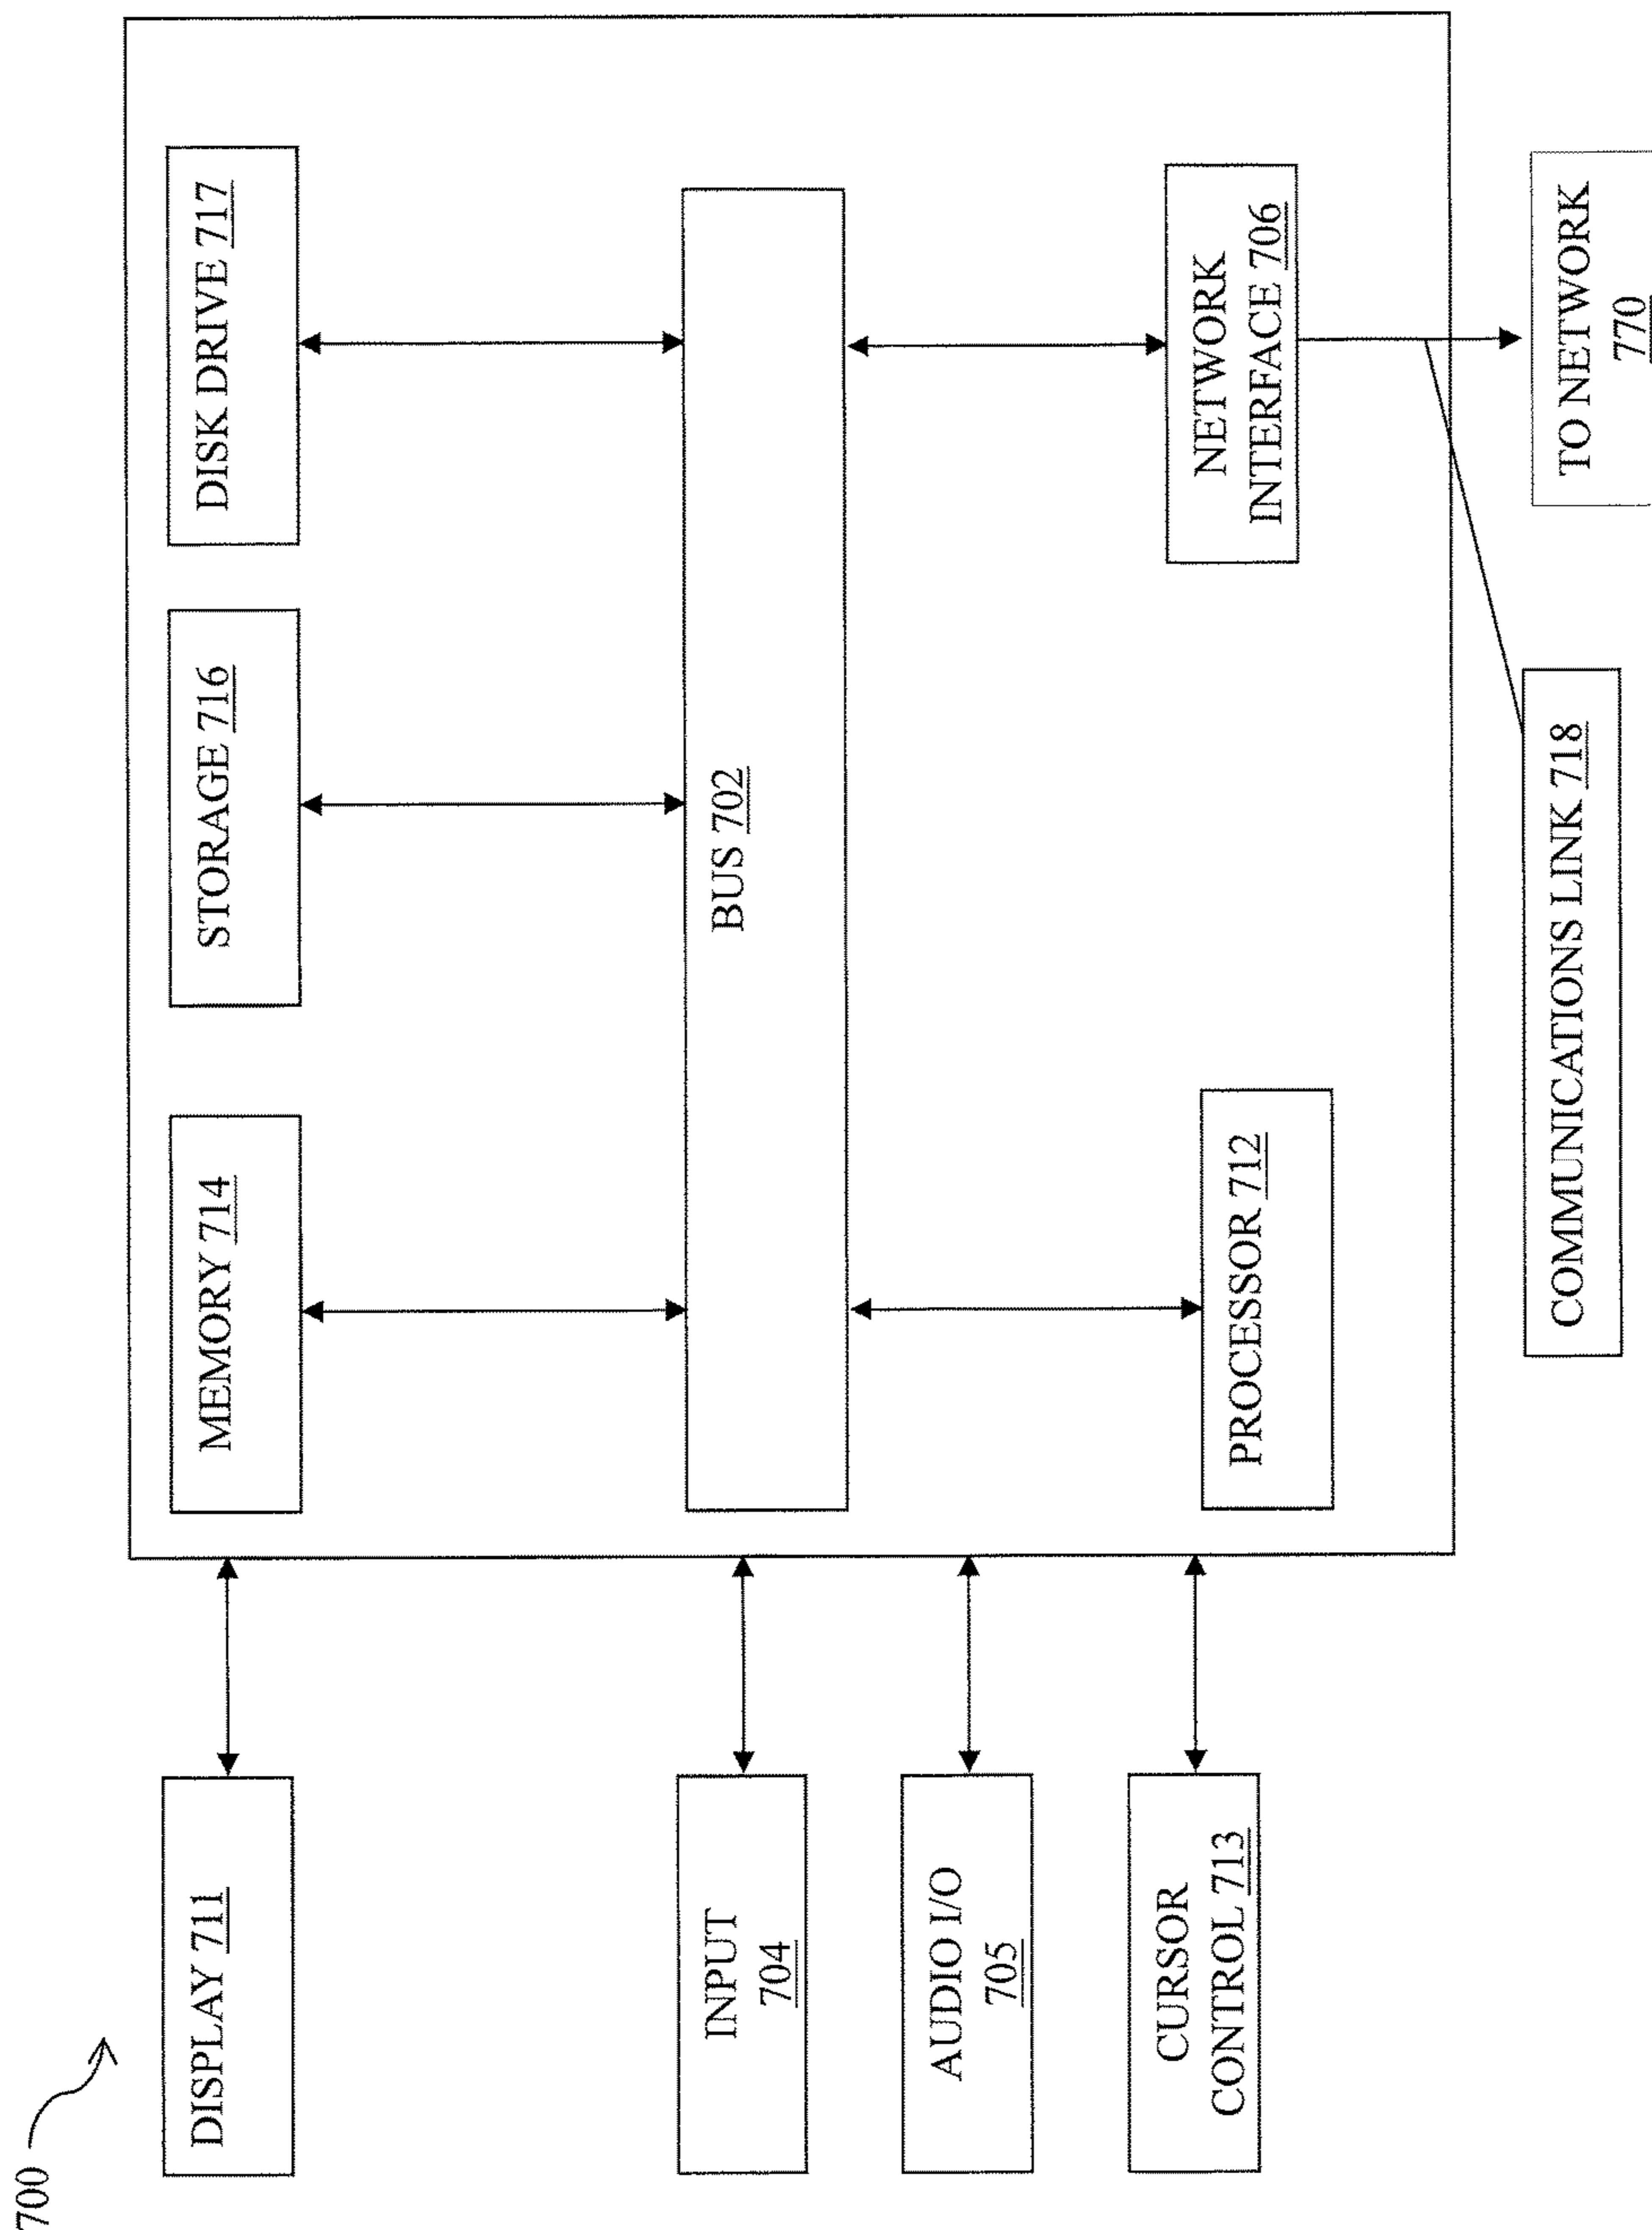 700
DISPLAY 711
INPUT
704
AUDIO I/O
705
CURSOR
CONTROL 713
MEMORY 714
STORAGE 716
DISK DRIVE 717
BUS 702
PROCESSOR 712
NETWORK
INTERFACE 706
COMMUNICATIONS LINK 718
TO NETWORK
770